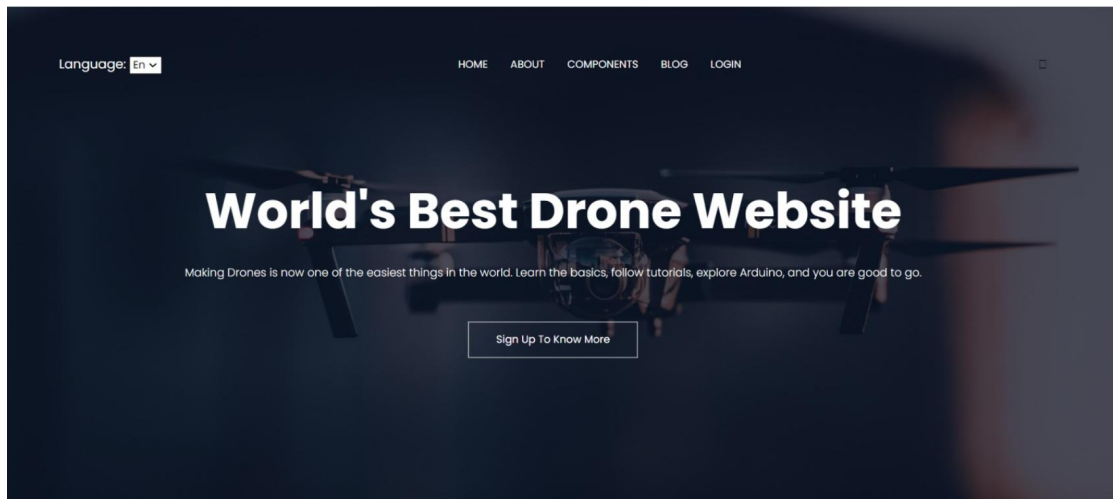 Language: En
HOME ABOUT COMPONENTS BLOG LOGIN
World's Best Drone Website
Making Drones is now one of the easiest things in the world. Learn the basics, follow tutorials, explore Arduino, and you are good to go.
Sign Up To Know More